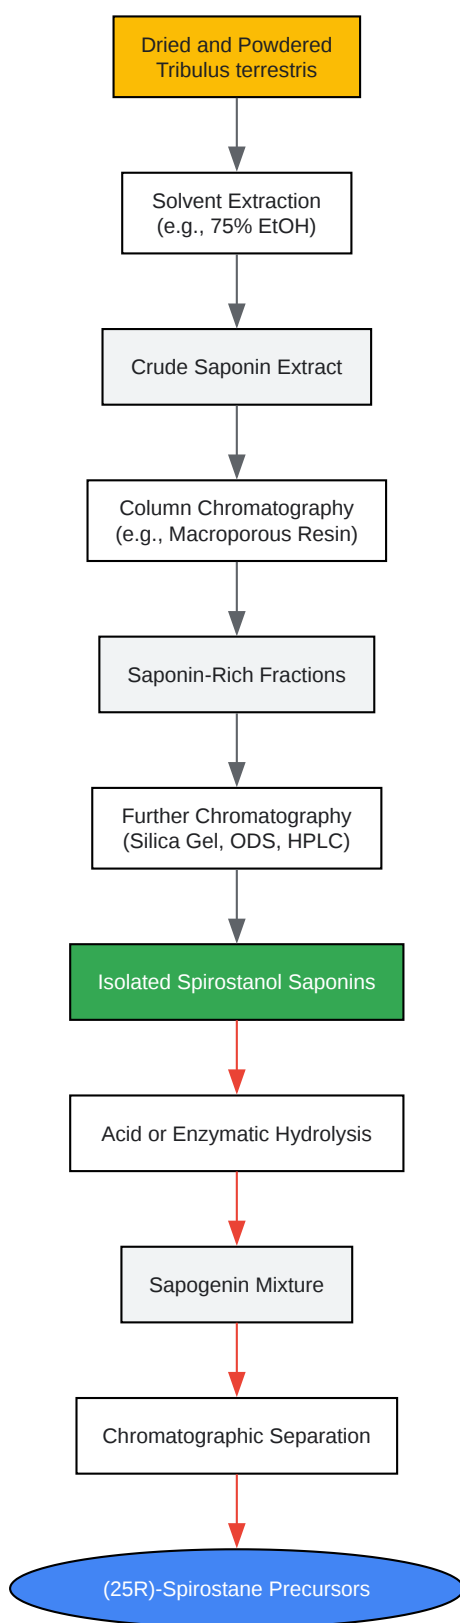 Dried and Powdered
Tribulus terrestris
Solvent Extraction
(e.g., 75% EtOH)
Crude Saponin Extract
Column Chromatography
(e.g., Macroporous Resin)
Saponin-Rich Fractions
Further Chromatography
(Silica Gel, ODS, HPLC)
Isolated Spirostanol Saponins
Acid or Enzymatic Hydrolysis
Sapogenin Mixture
Chromatographic Separation
(25R)-Spirostane Precursors